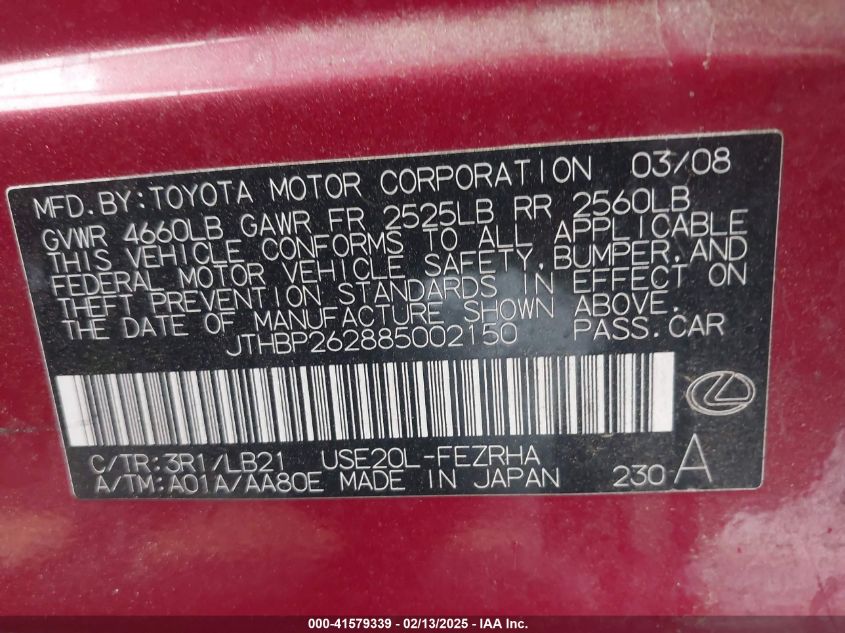 MFD.BY:TOYOTA MOTOR CORPORATION 03/08
GVWR 4660LB GAWR FR 2525LB RR 2560LB
THIS VEHICLE CONFORMS TO ALL APPLICABLE
FEDERAL MOTOR VEHICLE SAFETY,BUMPER,AND
THEFT PREVENTION STANDARDS IN EFFECT ON
THE DATE OF MANUFACTURE SHOWN ABOVE.
JTHBP262885002150 PASS.CAR
C/TR:3R1/LB21 USE20L-FEZRHA
A/TM:A01A/AA80E MADE IN JAPAN 230 A
000-41579339 - 02/13/2025 - IAA Inc.